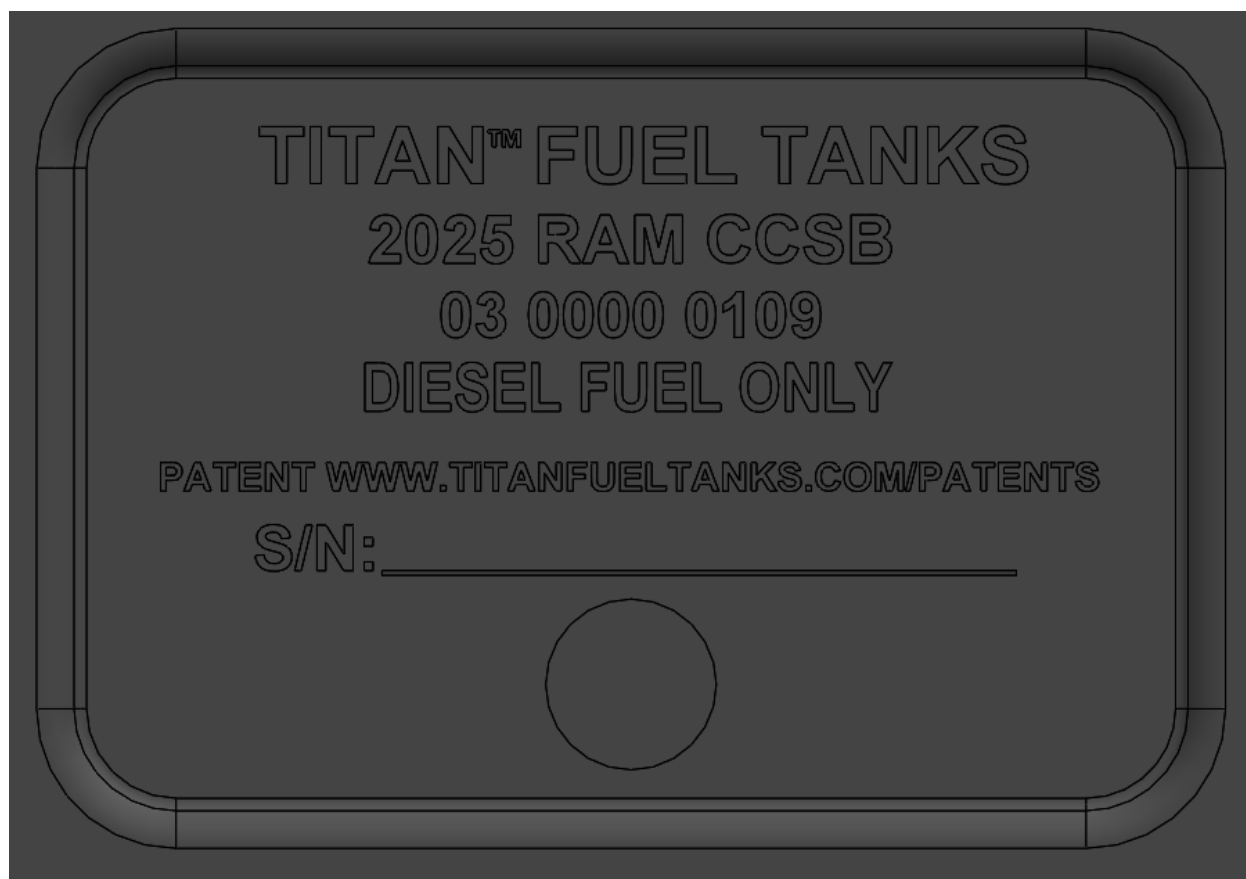 TITAN™ FUEL TANKS
2025 RAM CCSB
03 0000 0109
DIESEL FUEL ONLY
PATENT WWW.TITANFUELTANKS.COM/PATENTS
S/N: